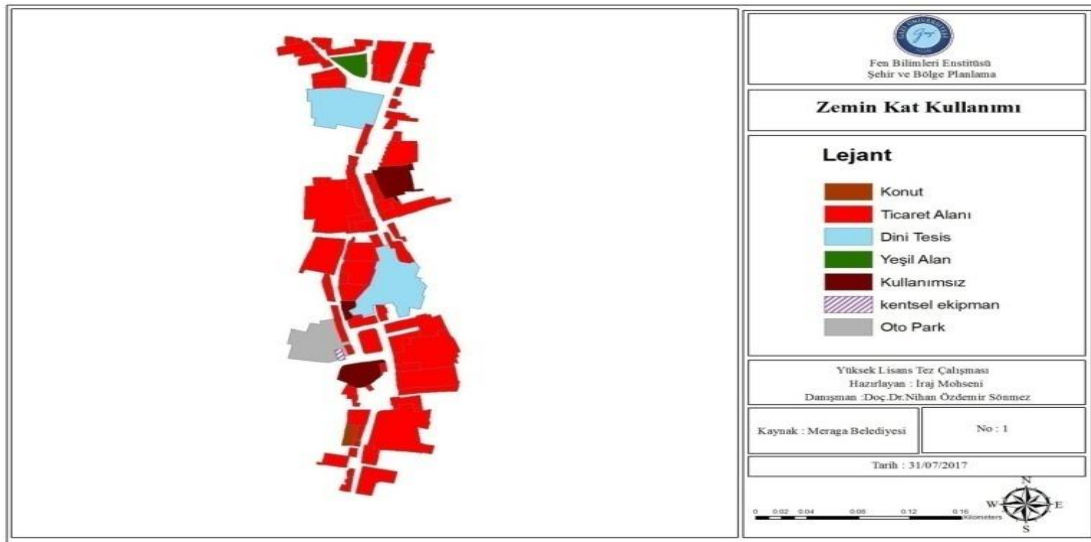 Fen Bilimleri Enstitüsü
Şehir ve Bölge Planlama
Zemin Kat Kullanımı
Lejant
Konut
Ticaret Alanı
Dini Tesis
Yeşil Alan
Kullanımsız
kentsel ekipman
Oto Park
Yüksek Lisans Tez Çalışması
Hazırlayan : İraj Mohseni
Danışman :Doç.Dr.Nihan Özdemir Sönmez
Kaynak : Meraga Belediyesi
No : 1
Tarih : 31/07/2017
N
W E
S
0 0.02 0.04 0.08 0.12 0.16
Kilometers